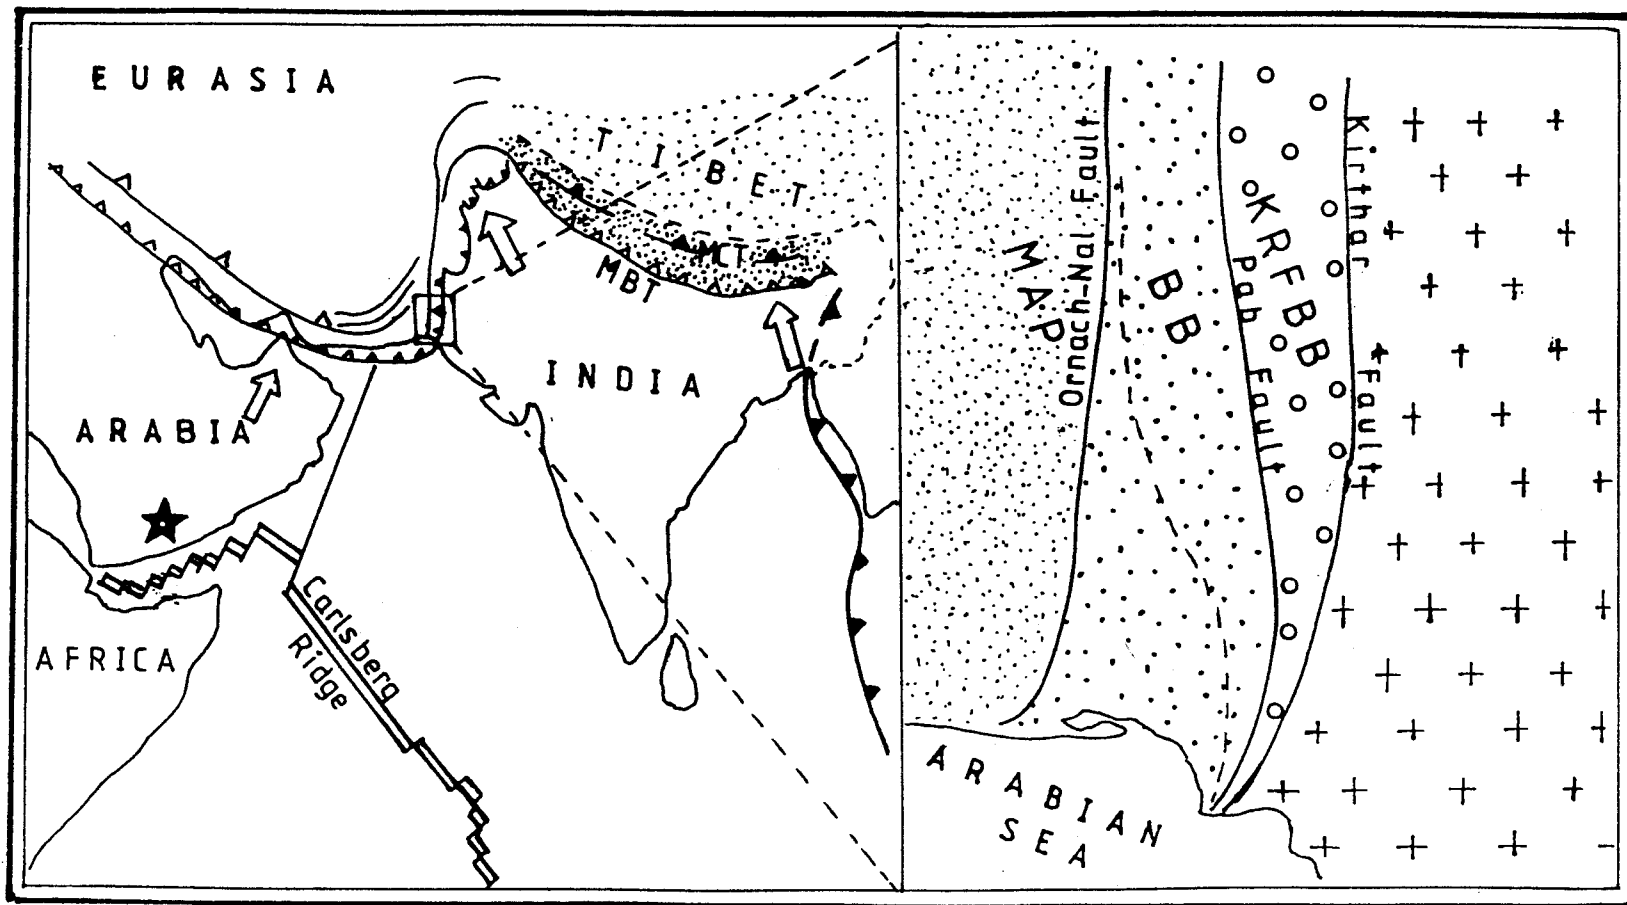 EURASIA
TIBET
MCT
MBT
INDIA
ARABIA
AFRICA
Carlsberg
Ridge
MAP
Ornach-Nal Fault
BB
Pab Fault
KRFBB
Kirthar Fault
ARABIAN
SEA